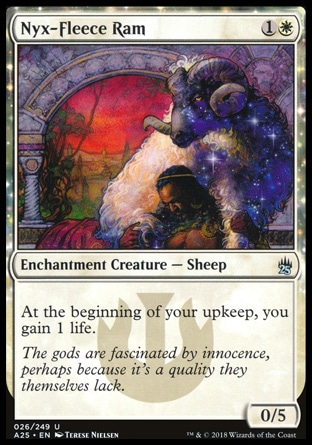 Nyx-Fleece Ram 1
Enchantment Creature — Sheep
25
At the beginning of your upkeep, you
gain 1 life.
The gods are fascinated by innocence,
perhaps because it's a quality they
themselves lack.
0/5
026/249 U
A25 • EN Terese Nielsen
™ & © 2018 Wizards of the Coast